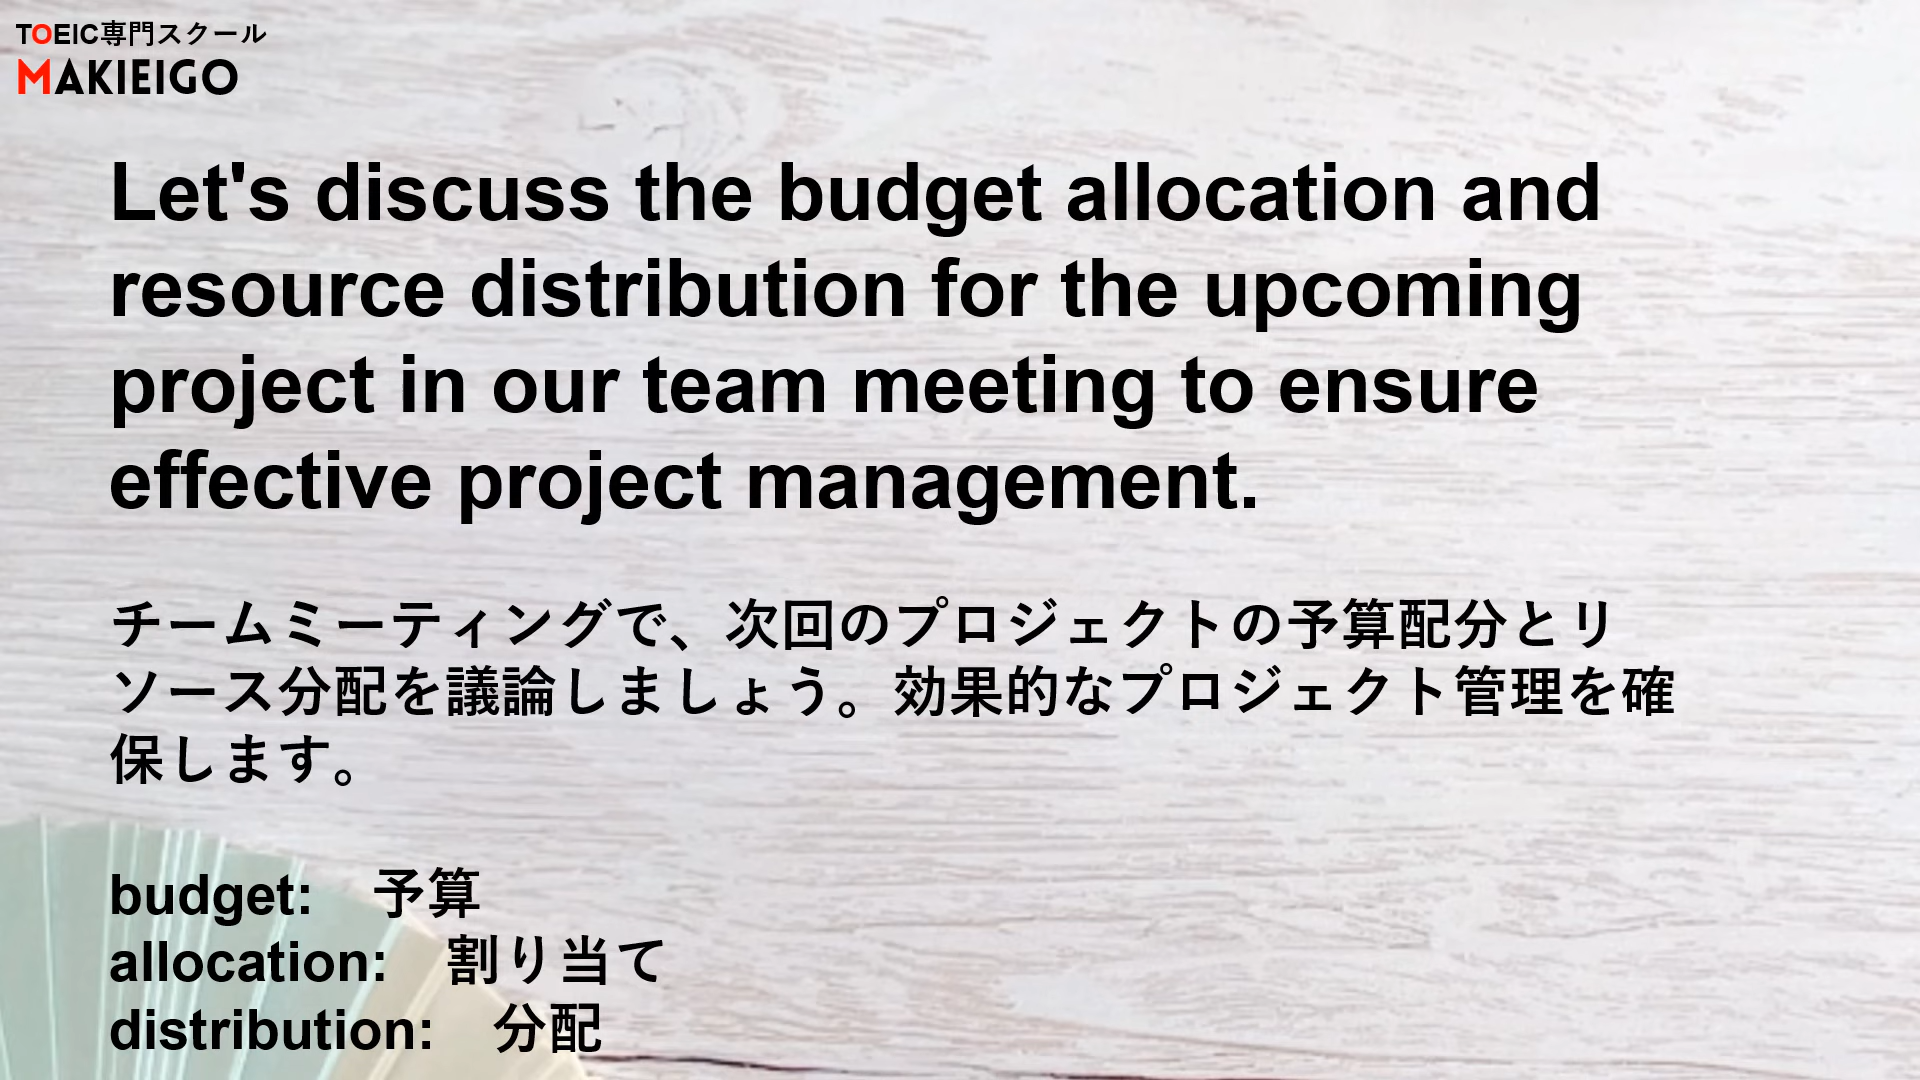 TOEIC専門スクール
MAKIEIGO
Let's discuss the budget allocation and
resource distribution for the upcoming
project in our team meeting to ensure
effective project management.
チームミーティングで、次回のプロジェクトの予算配分とリ
ソース分配を議論しましょう。効果的なプロジェクト管理を確
保します。
budget:　予算
allocation:　割り当て
distribution:　分配